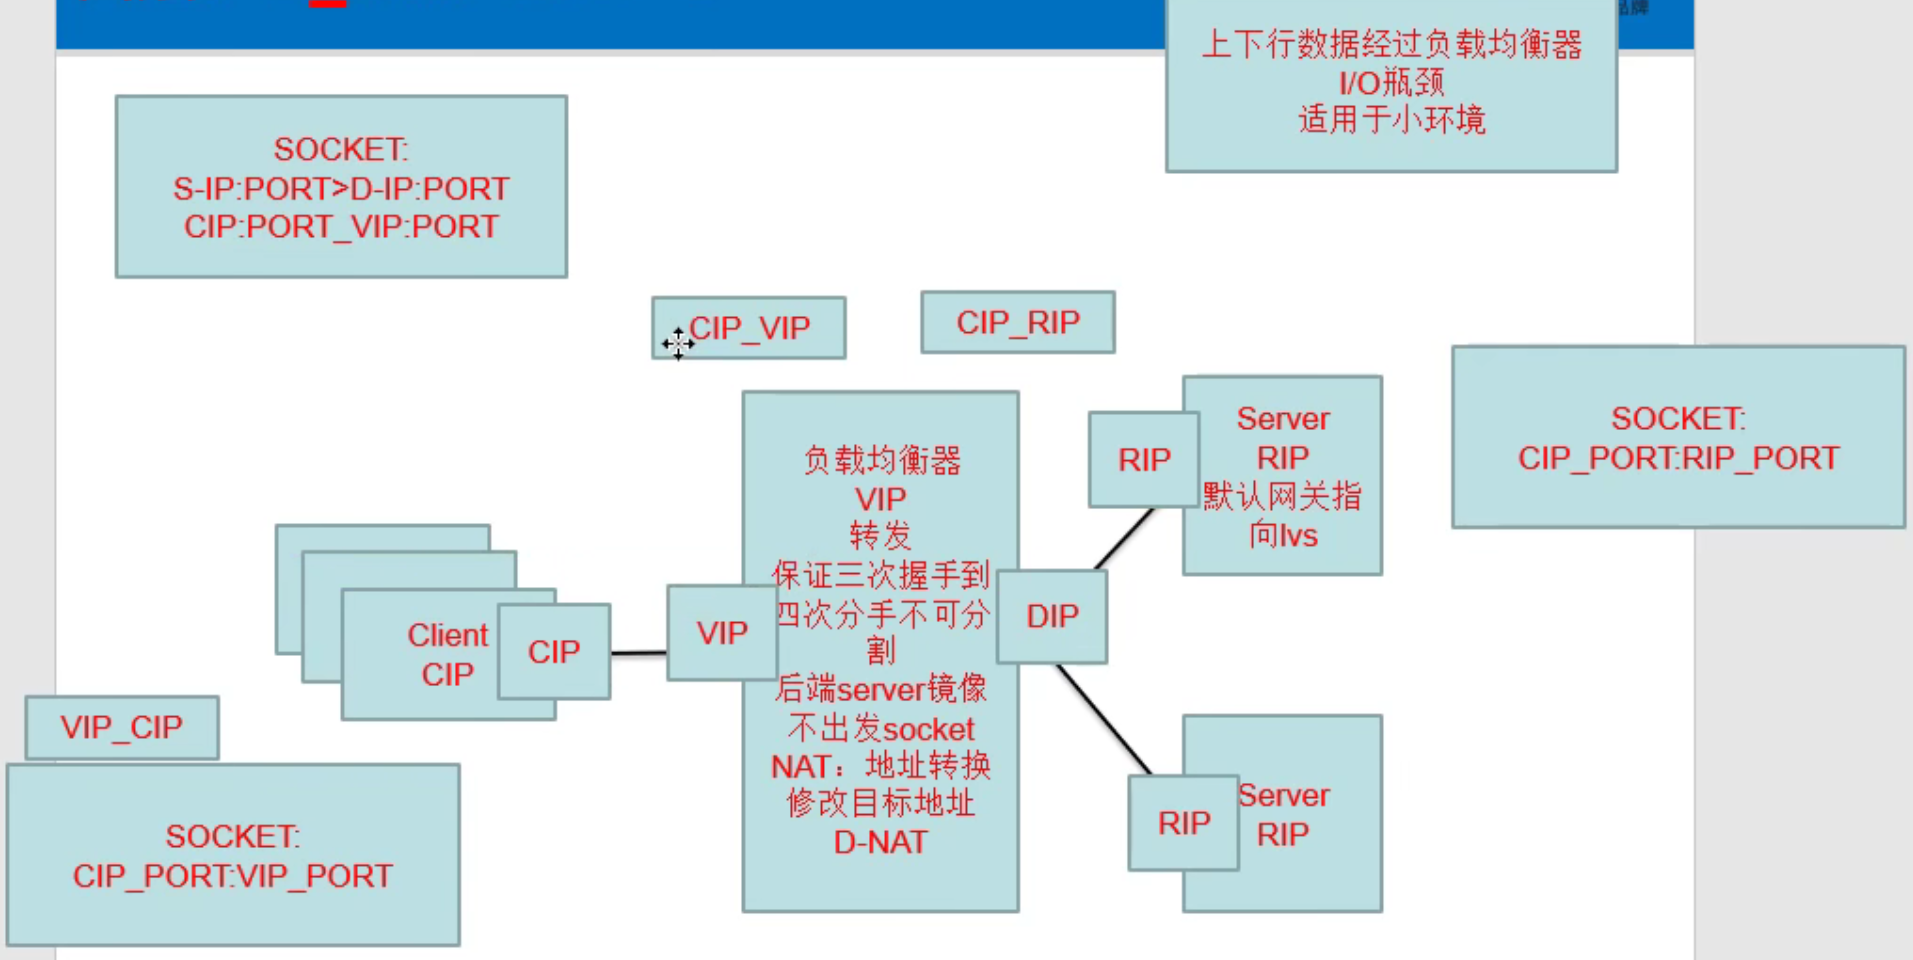 品牌
上下行数据经过负载均衡器
I/O瓶颈
适用于小环境
SOCKET:
S-IP:PORT>D-IP:PORT
CIP:PORT_VIP:PORT
CIP_VIP
CIP_RIP
RIP
Server
RIP
默认网关指
向lvs
SOCKET:
CIP_PORT:RIP_PORT
负载均衡器
VIP
转发
保证三次握手到
四次分手不可分
割
后端server镜像
不出发socket
NAT：地址转换
修改目标地址
D-NAT
Client
CIP
CIP
VIP
DIP
VIP_CIP
SOCKET:
CIP_PORT:VIP_PORT
RIP
Server
RIP